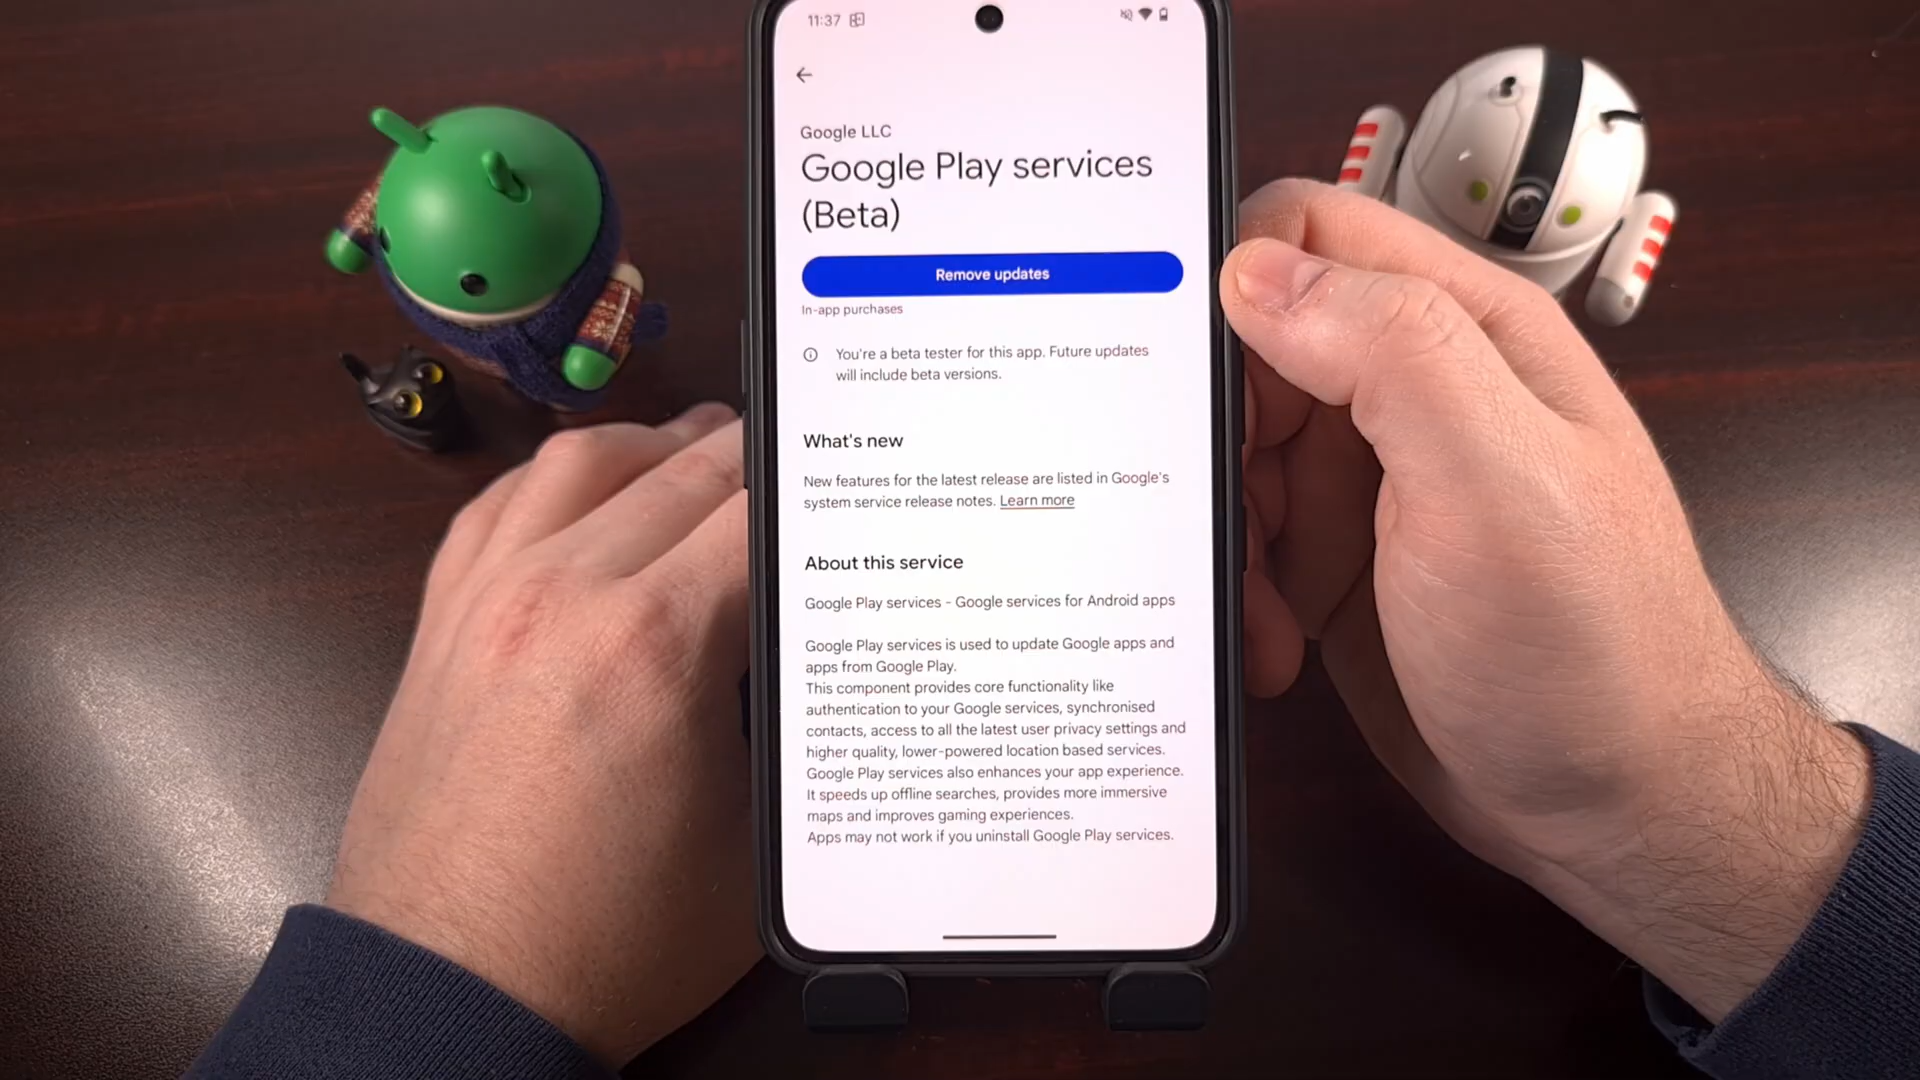 11:37
Google LLC
Google Play services
(Beta)
Remove updates
In-app purchases
You're a beta tester for this app. Future updates
will include beta versions.
What's new
New features for the latest release are listed in Google's
system service release notes. Learn more
About this service
Google Play services - Google services for Android apps
Google Play services is used to update Google apps and
apps from Google Play.
This component provides core functionality like
authentication to your Google services, synchronised
contacts, access to all the latest user privacy settings and
higher quality, lower-powered location based services.
Google Play services also enhances your app experience.
It speeds up offline searches, provides more immersive
maps and improves gaming experiences.
Apps may not work if you uninstall Google Play services.